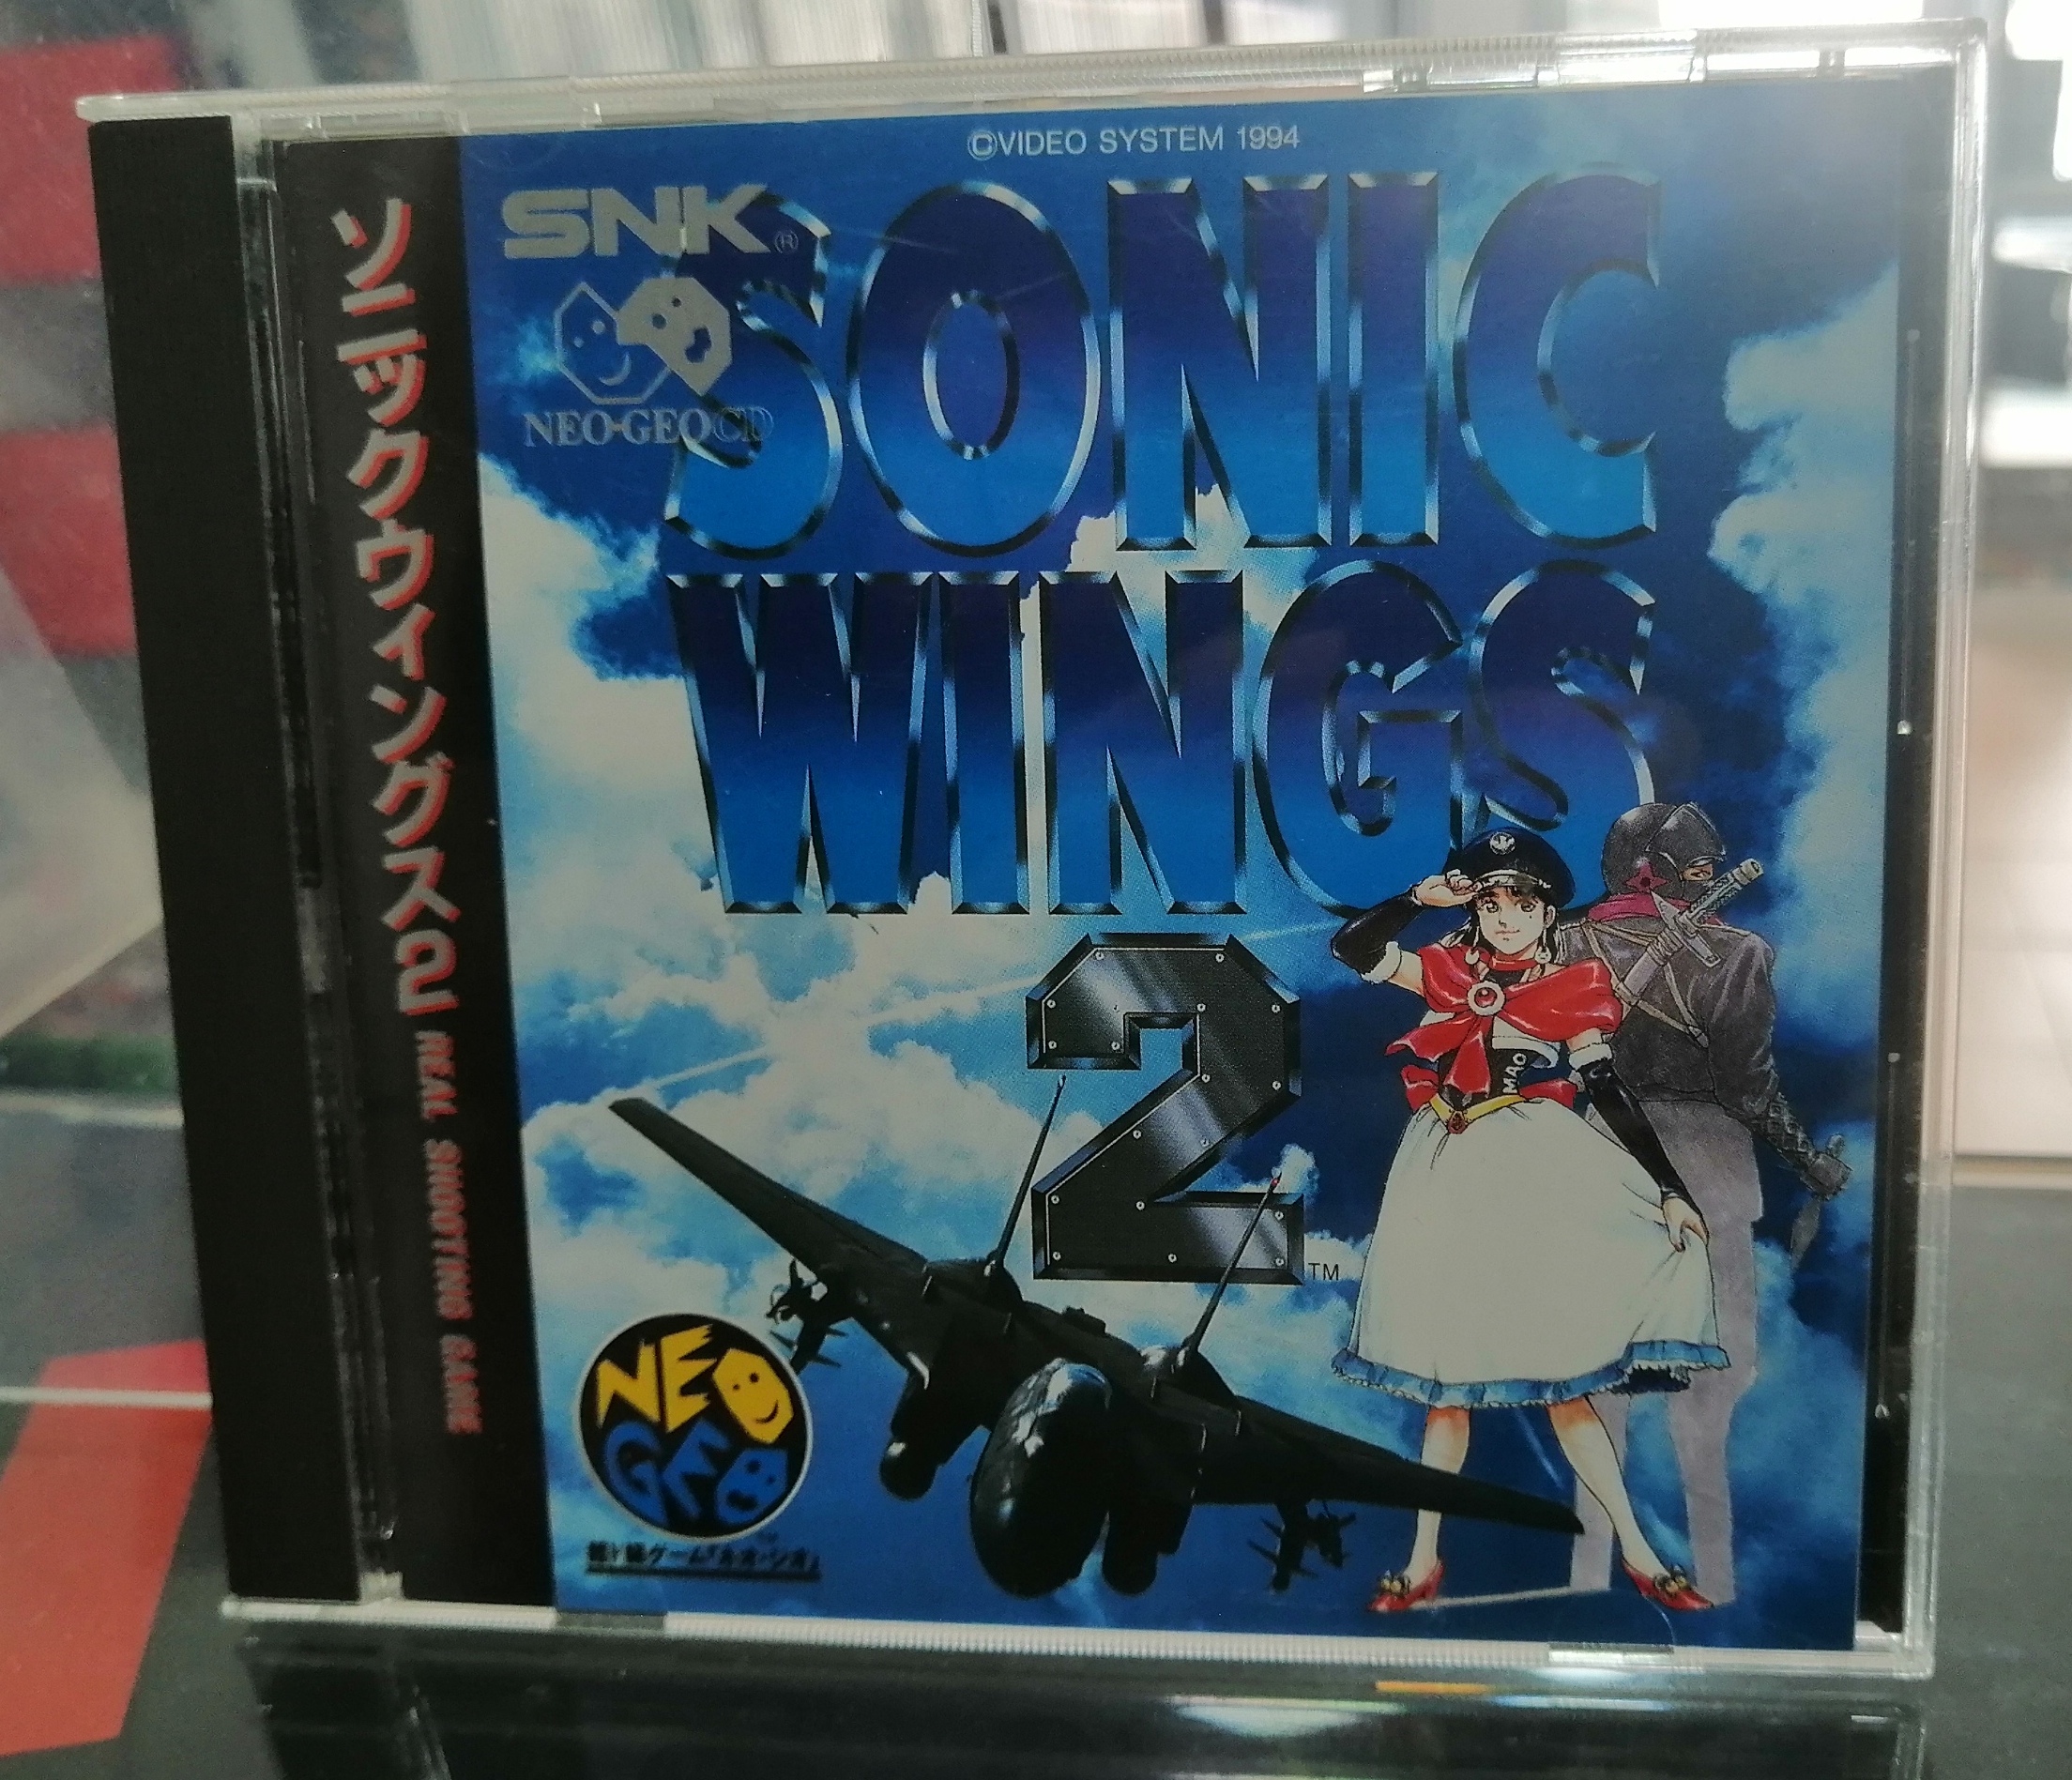 ©VIDEO SYSTEM 1994
SNK®
NEO·GEO CD
SONIC
WINGS
2
TM
MAO
NEO
GEO
ソニックウィングス2
REAL SHOOTING GAME